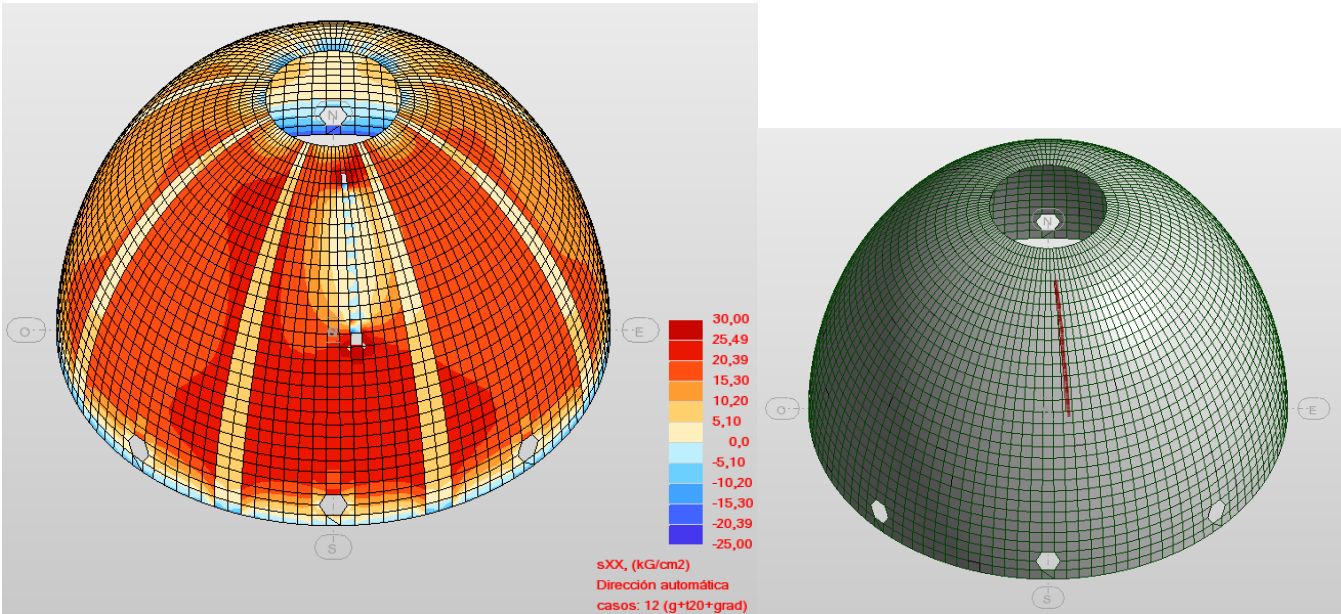 N
O
E
S
30,00
25,49
20,39
15,30
10,20
5,10
0,0
-5,10
-10,20
-15,30
-20,39
-25,00
sXX, (kG/cm2)
Dirección automática
casos: 12 (g+t20+grad)
N
O
E
S